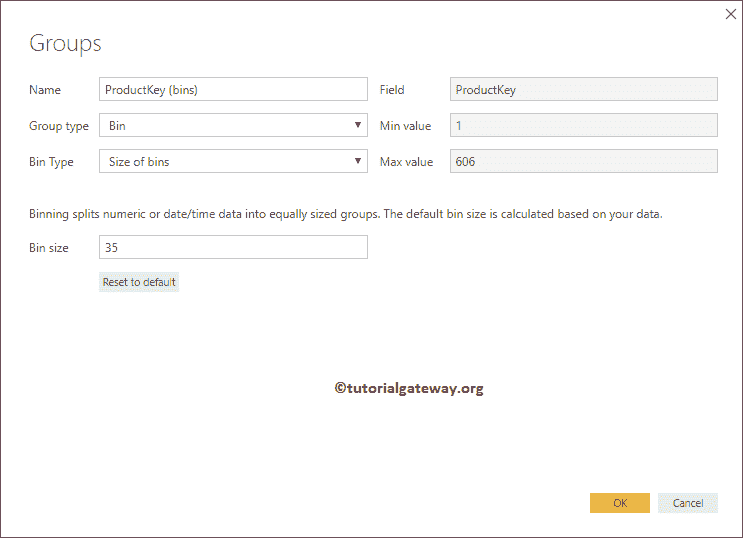 Groups
Name ProductKey (bins) Field ProductKey
Group type Bin Min value 1
Bin Type Size of bins Max value 606
Binning splits numeric or date/time data into equally sized groups. The default bin size is calculated based on your data.
Bin size 35
Reset to default
©tutorialgateway.org
OK Cancel